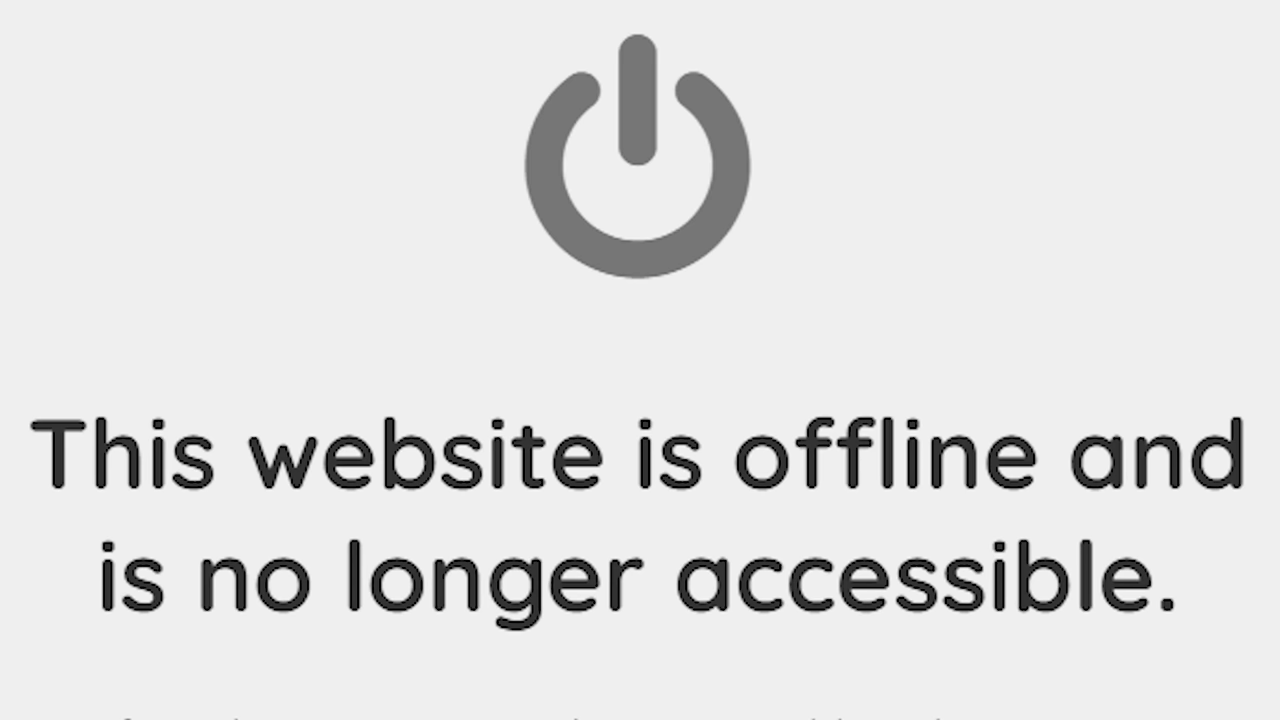 This website is offline and
is no longer accessible.